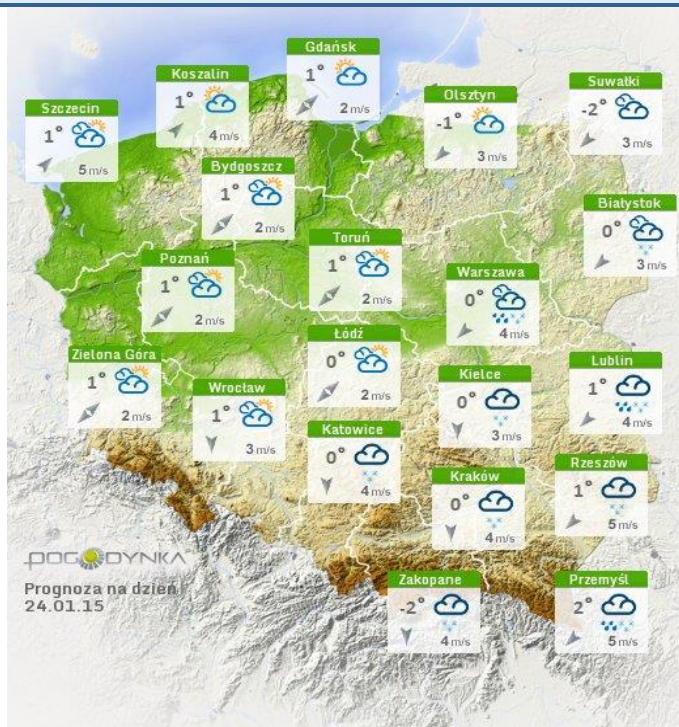 Gdańsk
1°
2 m/s
Koszalin
1°
4 m/s
Szczecin
1°
5 m/s
Olsztyn
-1°
3 m/s
Suwałki
-2°
3 m/s
Bydgoszcz
1°
2 m/s
Białystok
0°
3 m/s
Toruń
1°
2 m/s
Poznań
1°
2 m/s
Warszawa
0°
4 m/s
Łódź
0°
2 m/s
Zielona Góra
1°
2 m/s
Wrocław
1°
3 m/s
Kielce
0°
3 m/s
Lublin
1°
4 m/s
Katowice
0°
4 m/s
Kraków
0°
4 m/s
Rzeszów
1°
5 m/s
Zakopane
-2°
4 m/s
Przemyśl
2°
5 m/s
POGODYNKA
Prognoza na dzień
24.01.15